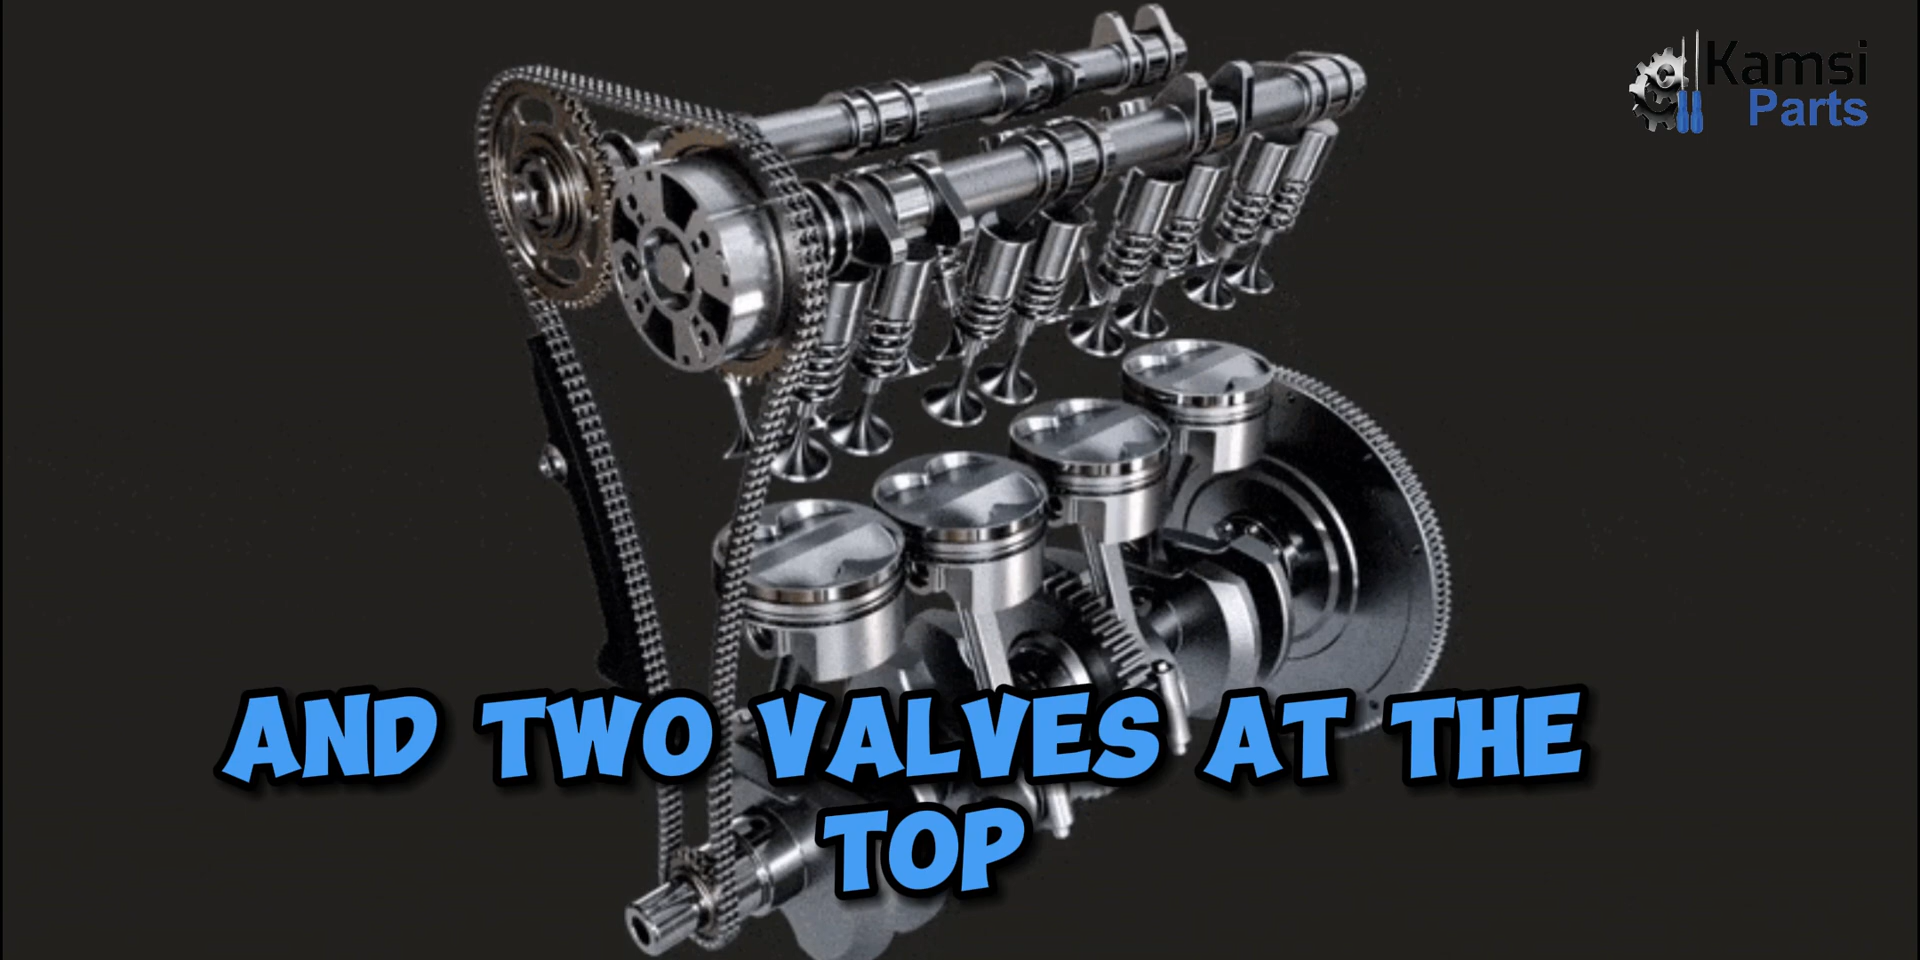 Kamsi
Parts
AND TWO VALVES AT THE
TOP